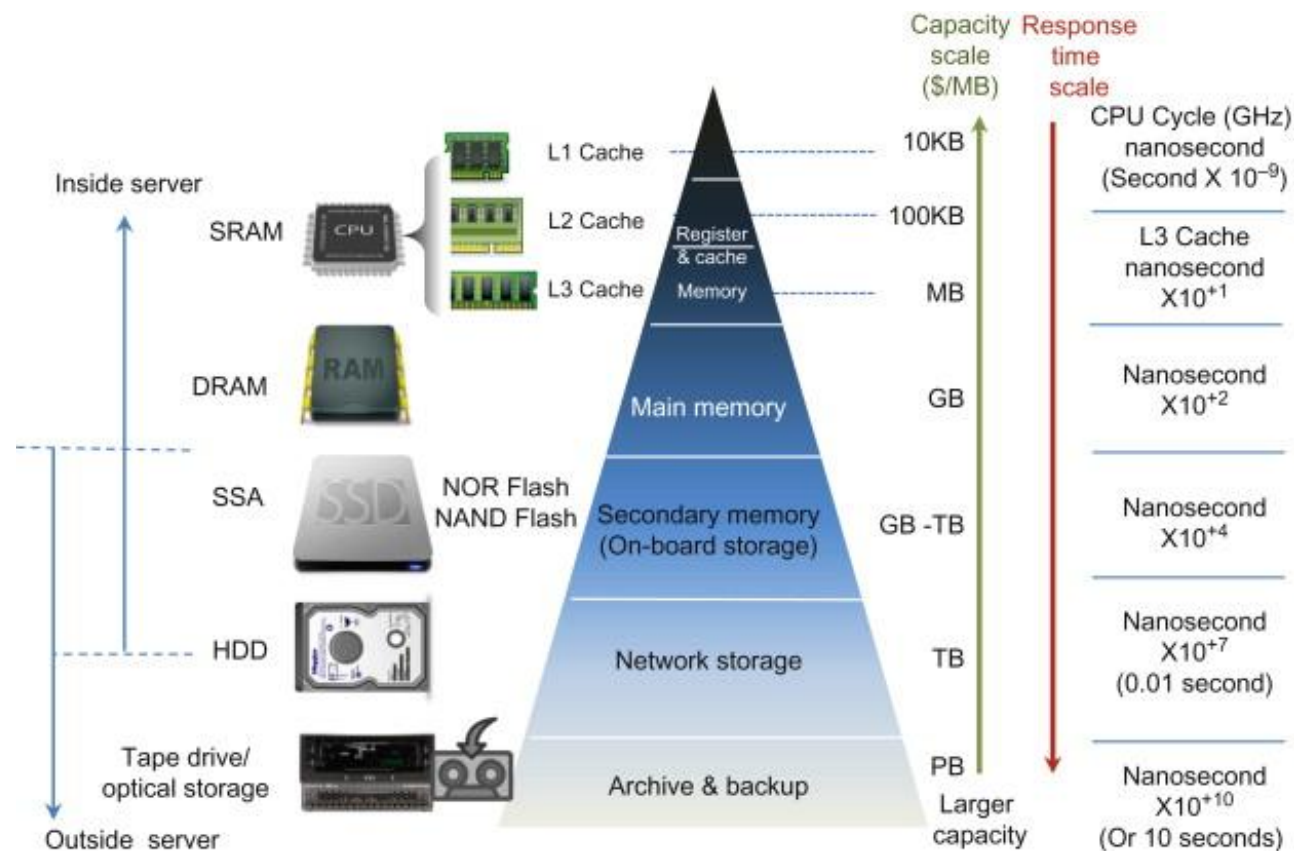 Capacity
scale
($/MB)
Response
time
scale
Inside server
SRAM
CPU
L1 Cache
L2 Cache
L3 Cache
Register
& cache
Memory
10KB
100KB
MB
CPU Cycle (GHz)
nanosecond
(Second X 10⁻⁹)
L3 Cache
nanosecond
X10⁺¹
DRAM
RAM
Main memory
GB
Nanosecond
X10⁺²
SSA
SSD
NOR Flash
NAND Flash
Secondary memory
(On-board storage)
GB -TB
Nanosecond
X10⁺⁴
HDD
Network storage
TB
Nanosecond
X10⁺⁷
(0.01 second)
Tape drive/
optical storage
Archive & backup
PB
Larger
capacity
Nanosecond
X10⁺¹⁰
(Or 10 seconds)
Outside server